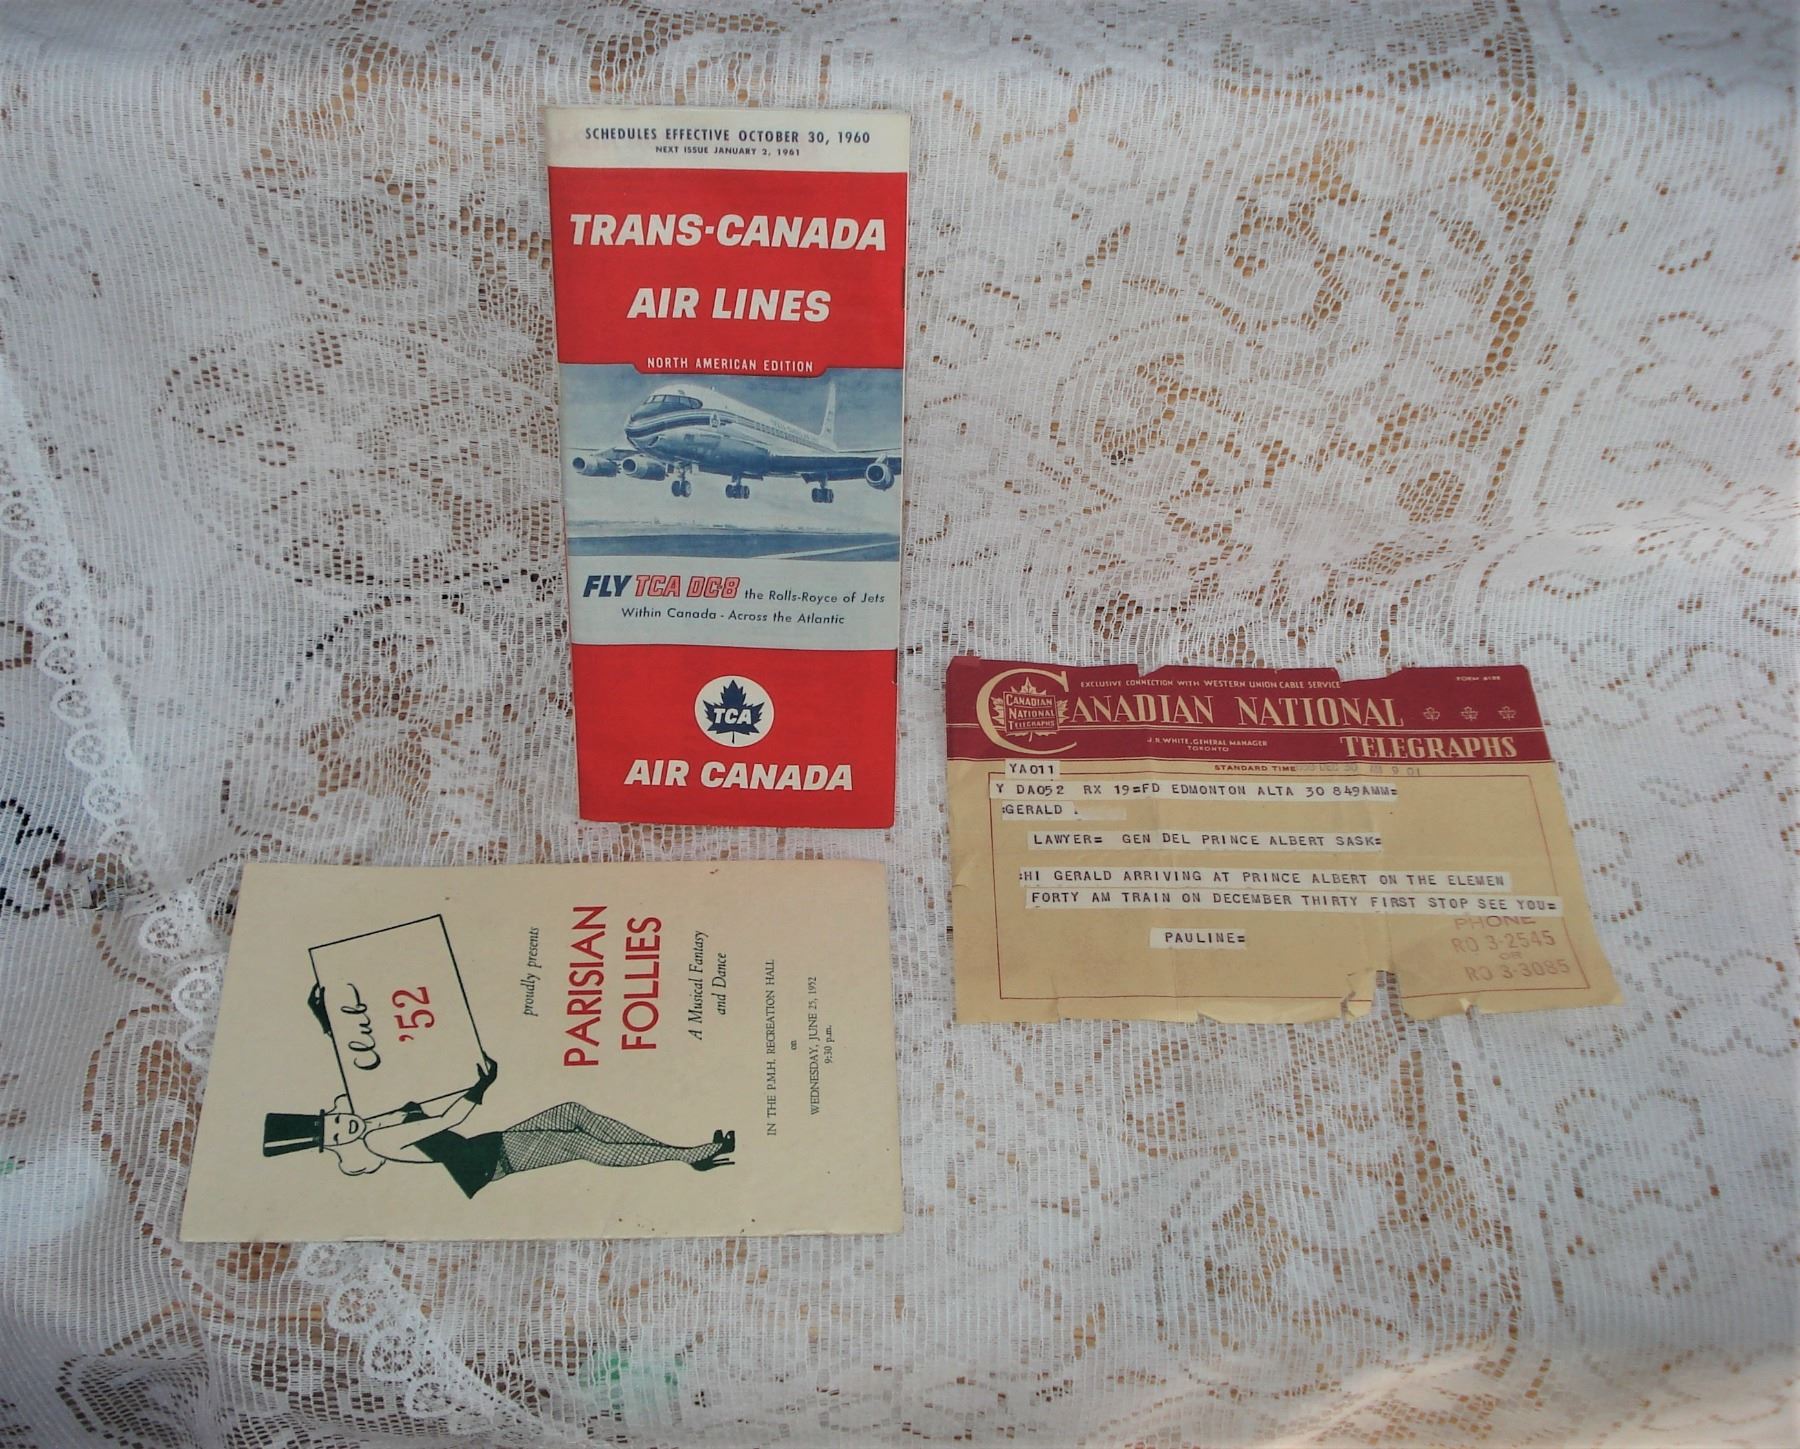 SCHEDULES EFFECTIVE OCTOBER 30, 1960
NEXT ISSUE JANUARY 2, 1961
TRANS-CANADA
AIR LINES
NORTH AMERICAN EDITION
FLY TCA DC-8 the Rolls-Royce of Jets
Within Canada - Across the Atlantic
TCA
AIR CANADA
EXCLUSIVE CONNECTION WITH WESTERN UNION CABLE SERVICE
CANADIAN NATIONAL TELEGRAPHS
CANADIAN NATIONAL
TELEGRAPHS
J.R. WHITE, GENERAL MANAGER
TORONTO
STANDARD TIME
YA011
Y DA052 RX 19=FD EDMONTON ALTA 30 849AMM=
:GERALD
LAWYER= GEN DEL PRINCE ALBERT SASK=
:HI GERALD ARRIVING AT PRINCE ALBERT ON THE ELEMEN
FORTY AM TRAIN ON DECEMBER THIRTY FIRST STOP SEE YOU=
PAULINE=
PHONE
RO 3-2545
OR
RO 3-3085
Club
'52
proudly presents
PARISIAN
FOLLIES
A Musical Fantasy
and Dance
IN THE P.M.H. RECREATION HALL
on
WEDNESDAY, JUNE 25, 1952
9:30 p.m.